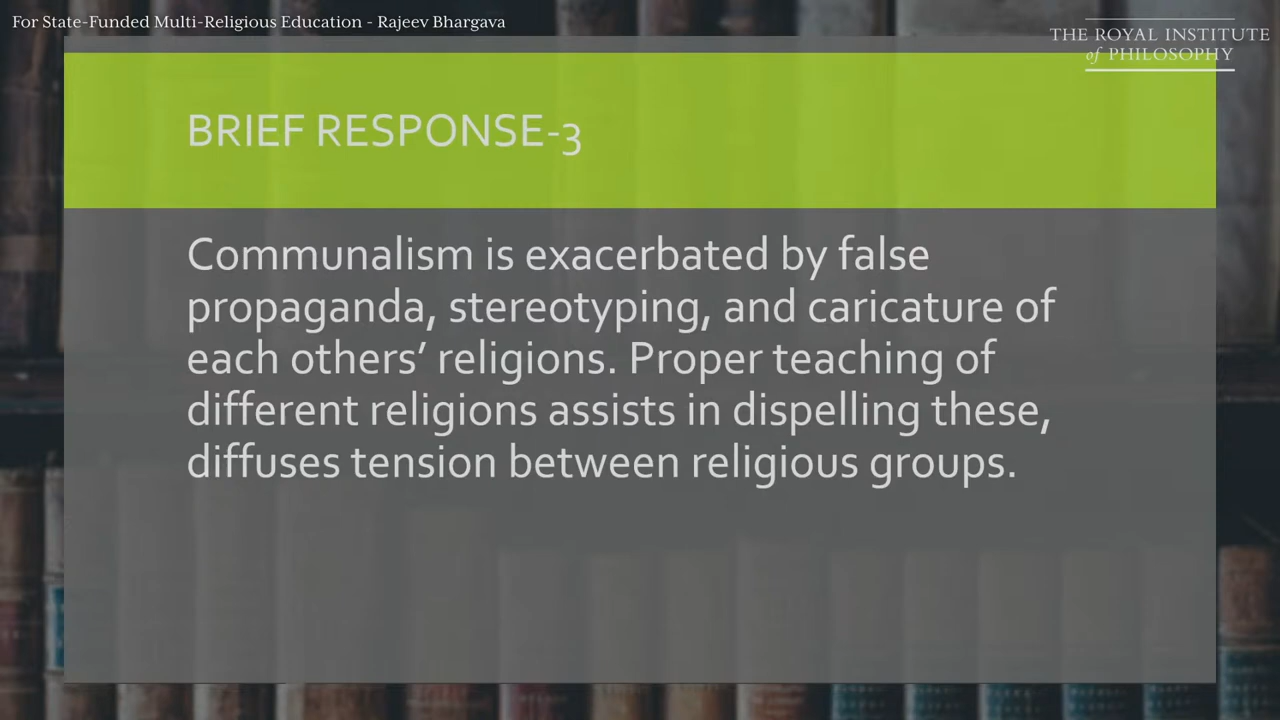 For State-Funded Multi-Religious Education - Rajeev Bhargava
THE ROYAL INSTITUTE
of PHILOSOPHY
BRIEF RESPONSE-3
Communalism is exacerbated by false
propaganda, stereotyping, and caricature of
each others’ religions. Proper teaching of
different religions assists in dispelling these,
diffuses tension between religious groups.